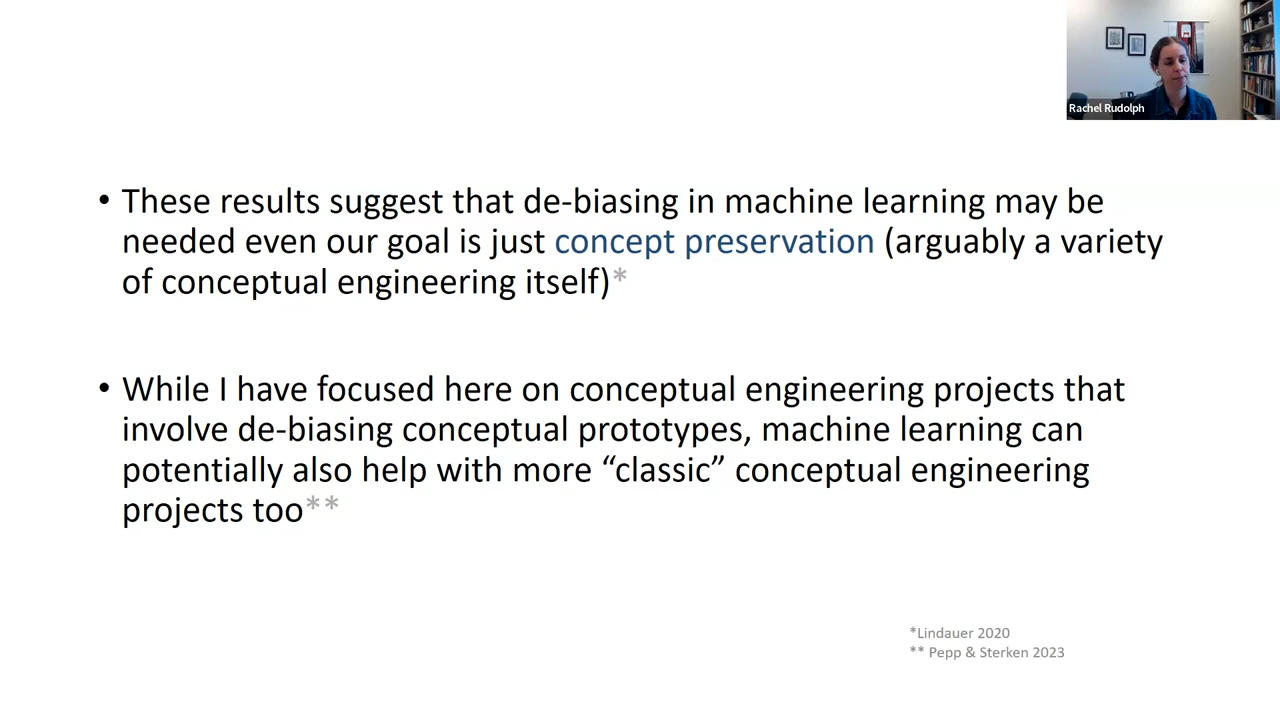 Rachel Rudolph
• These results suggest that de-biasing in machine learning may be
needed even our goal is just concept preservation (arguably a variety
of conceptual engineering itself)*
• While I have focused here on conceptual engineering projects that
involve de-biasing conceptual prototypes, machine learning can
potentially also help with more “classic” conceptual engineering
projects too**
*Lindauer 2020
** Pepp & Sterken 2023